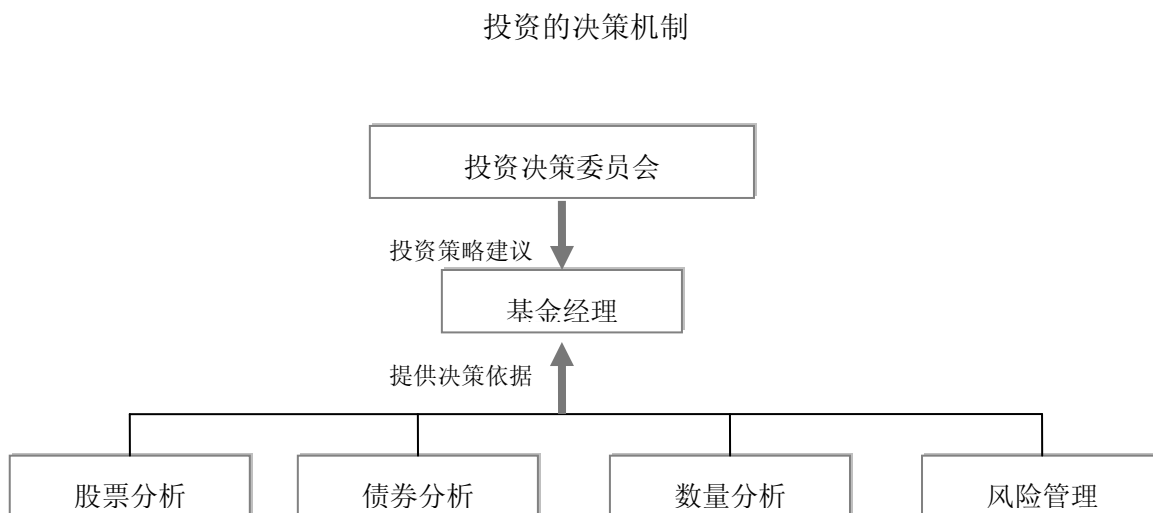 投资的决策机制
投资决策委员会
投资策略建议
基金经理
提供决策依据
股票分析
债券分析
数量分析
风险管理